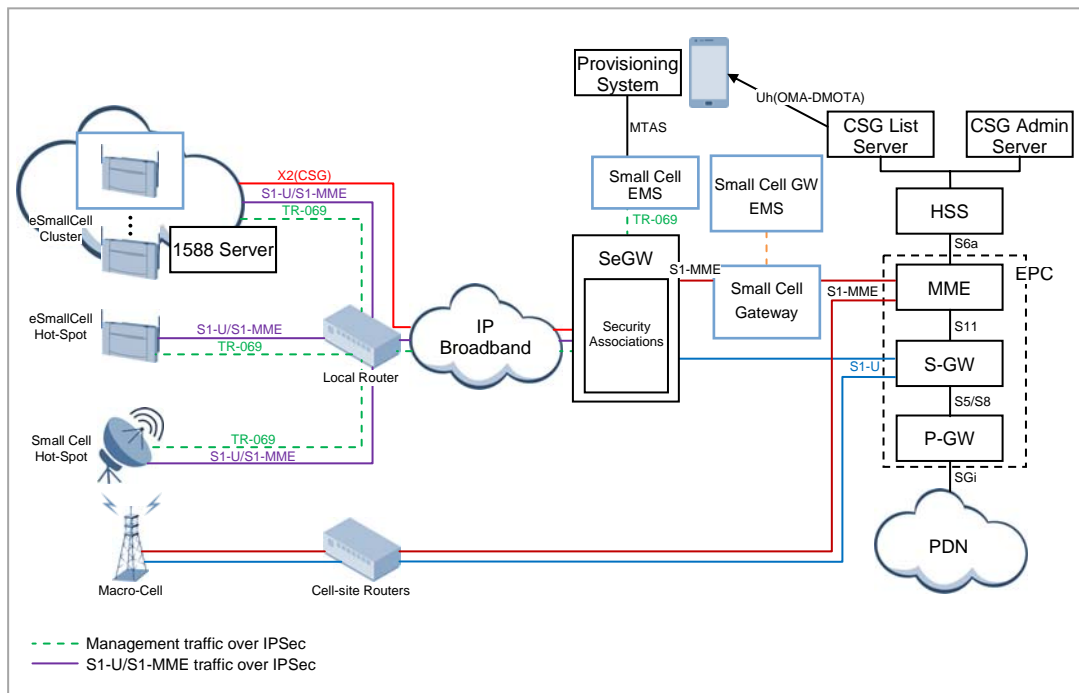 Provisioning
System
Uh(OMA-DMOTA)
MTAS
CSG List
Server
CSG Admin
Server
X2(CSG)
S1-U/S1-MME
TR-069
Small Cell
EMS
Small Cell GW
EMS
HSS
eSmallCell
Cluster
1588 Server
TR-069
S6a
SeGW
S1-MME
EPC
MME
S1-MME
Small Cell
Gateway
eSmallCell
Hot-Spot
S1-U/S1-MME
TR-069
IP
Broadband
Security
Associations
S11
Local Router
S1-U
S-GW
S5/S8
Small Cell
Hot-Spot
TR-069
S1-U/S1-MME
P-GW
SGi
PDN
Macro-Cell
Cell-site Routers
Management traffic over IPSec
S1-U/S1-MME traffic over IPSec